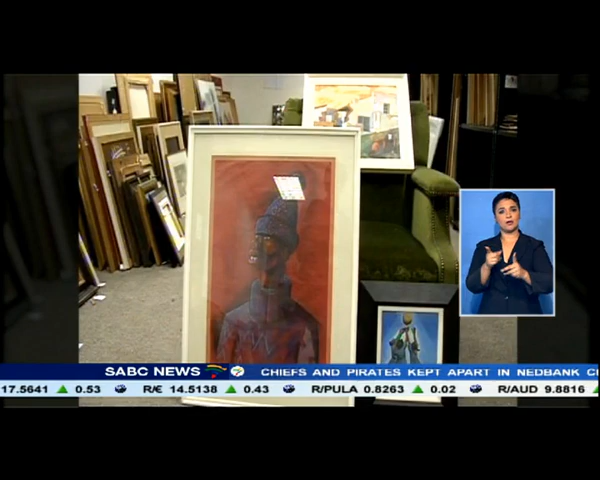 SABC NEWS CHIEFS AND PIRATES KEPT APART IN NEDBANK C
17.5641 0.53 R/€ 14.5138 0.43 R/PULA 0.8263 0.02 R/AUD 9.8816